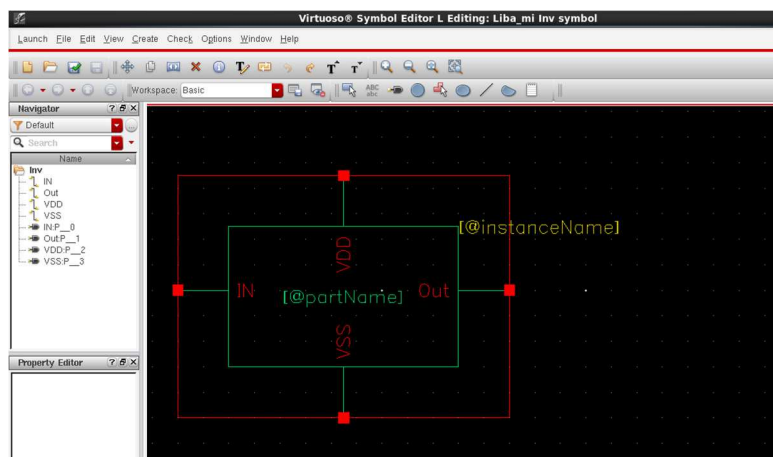 Virtuoso® Symbol Editor L Editing: Liba_mi Inv symbol
Launch File Edit View Create Check Options Window Help
Workspace: Basic
ABC
abc
Navigator
Default
Search
Name
Inv
IN
Out
VDD
VSS
IN:P__0
Out:P__1
VDD:P__2
VSS:P__3
Property Editor
[@instanceName]
VDD
IN
[@partName]
Out
VSS